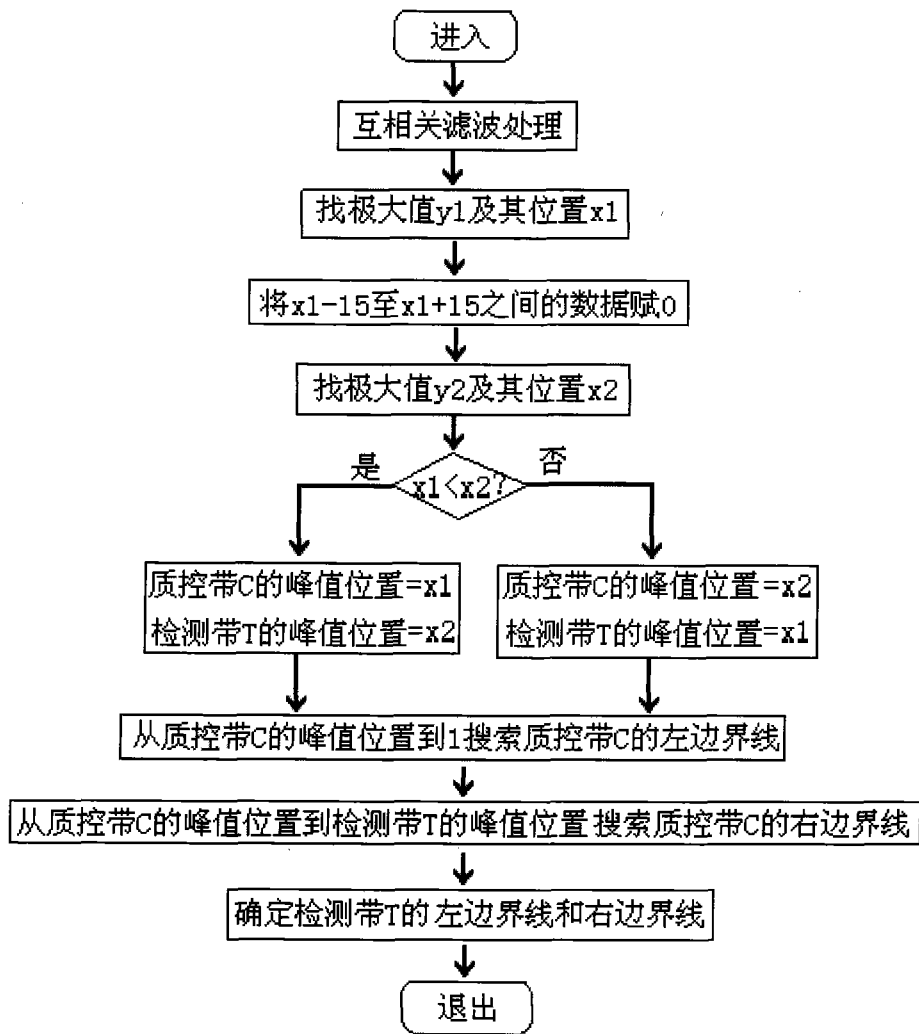 进入
互相关滤波处理
找极大值y1及其位置x1
将x1-15至x1+15之间的数据赋0
找极大值y2及其位置x2
是
否
x1<x2?
质控带C的峰值位置=x1
检测带T的峰值位置=x2
质控带C的峰值位置=x2
检测带T的峰值位置=x1
从质控带C的峰值位置到1搜索质控带C的左边界线
从质控带C的峰值位置到检测带T的峰值位置搜索质控带C的右边界线
确定检测带T的左边界线和右边界线
退出